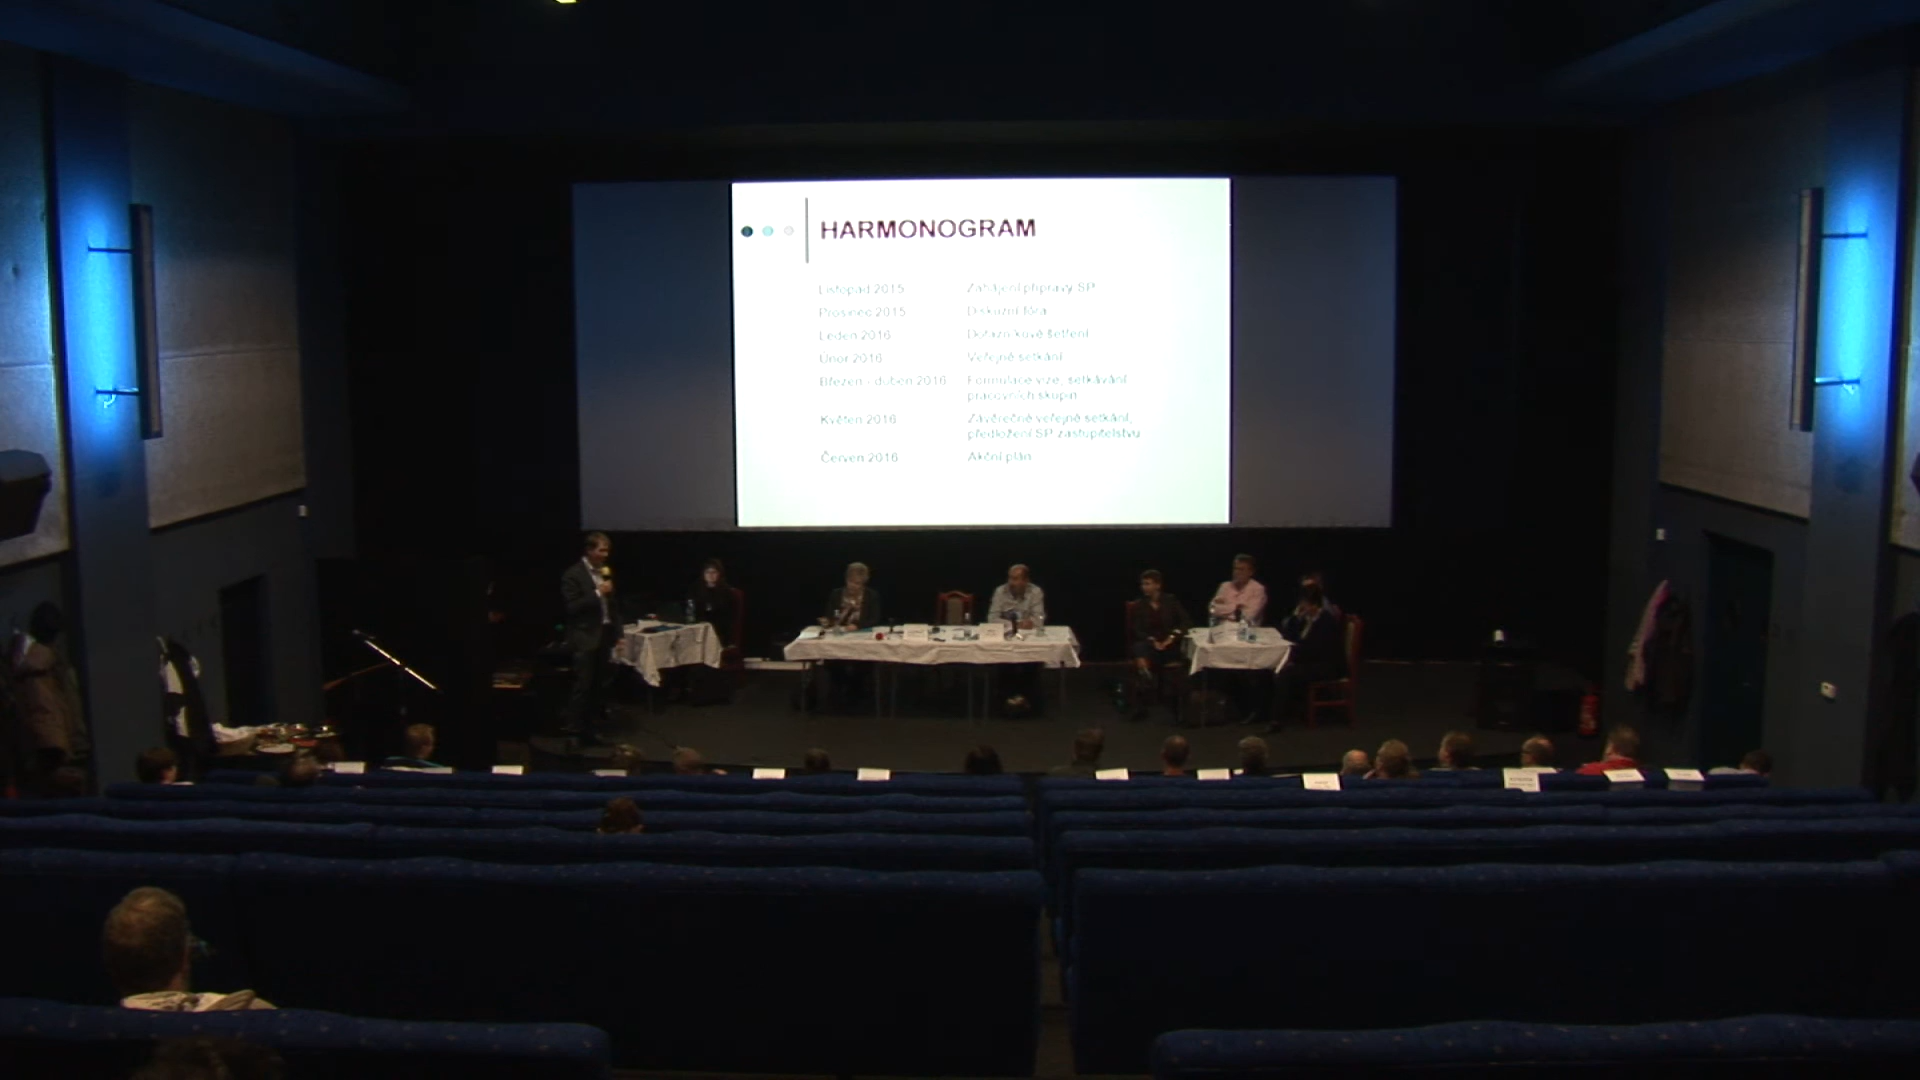 HARMONOGRAM
Listopad 2015 Zahájení přípravy SP
Prosinec 2015 Diskuzní fóra
Leden 2016 Dotazníkové šetření
Únor 2016 Veřejné setkání
Březen - duben 2016 Formulace vize, setkávání
pracovních skupin
Květen 2016 Závěrečné veřejné setkání,
předložení SP zastupitelstvu
Červen 2016 Akční plán